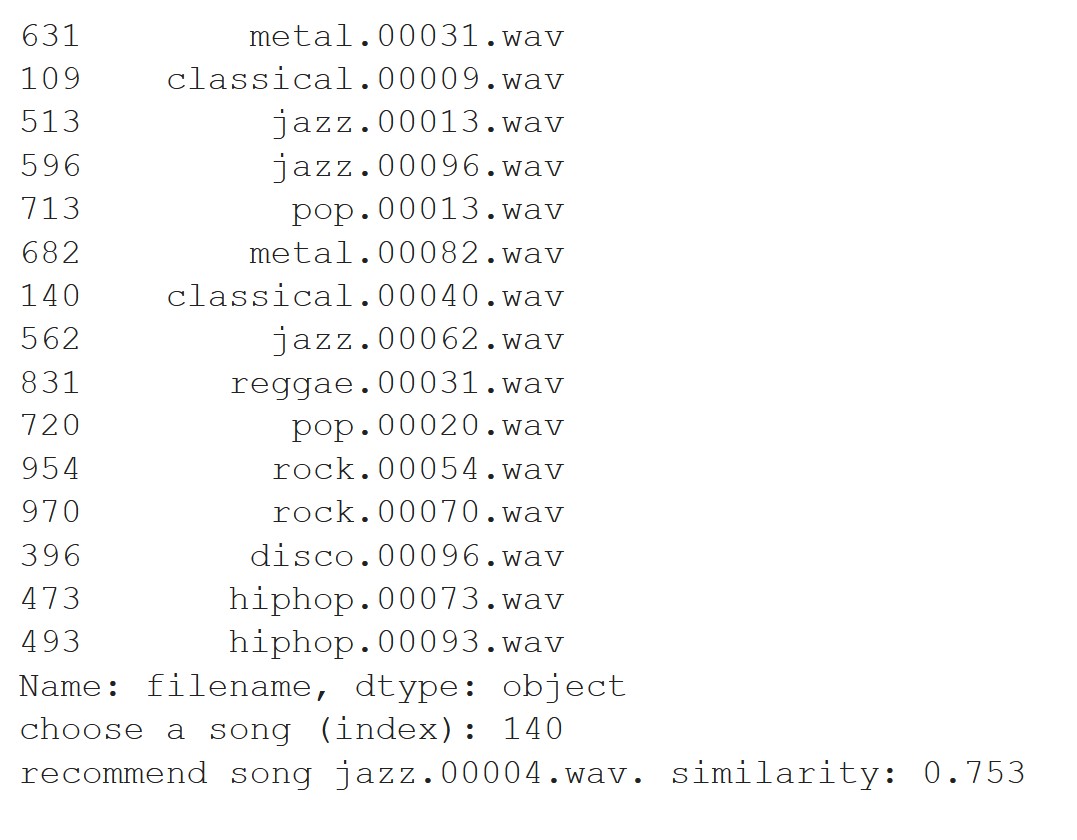 631 metal.00031.wav
109 classical.00009.wav
513 jazz.00013.wav
596 jazz.00096.wav
713 pop.00013.wav
682 metal.00082.wav
140 classical.00040.wav
562 jazz.00062.wav
831 reggae.00031.wav
720 pop.00020.wav
954 rock.00054.wav
970 rock.00070.wav
396 disco.00096.wav
473 hiphop.00073.wav
493 hiphop.00093.wav
Name: filename, dtype: object
choose a song (index): 140
recommend song jazz.00004.wav. similarity: 0.753